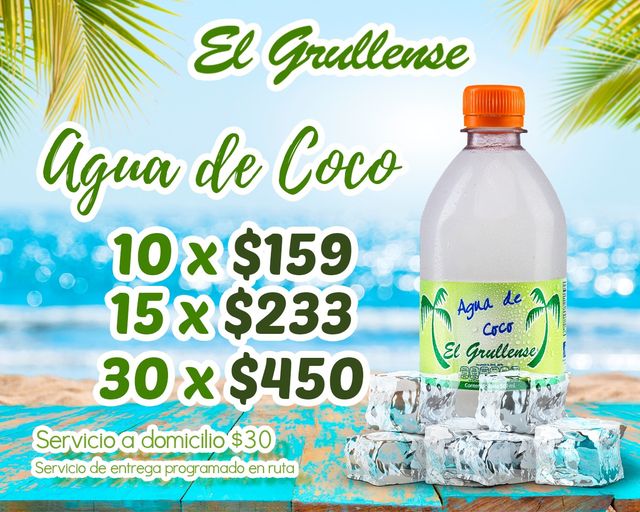 El Grullense
Agua de Coco
10 x $159
15 x $233
30 x $450
Servicio a domicilio $30
Servicio de entrega programado en ruta
Agua de
Coco
El Grullense